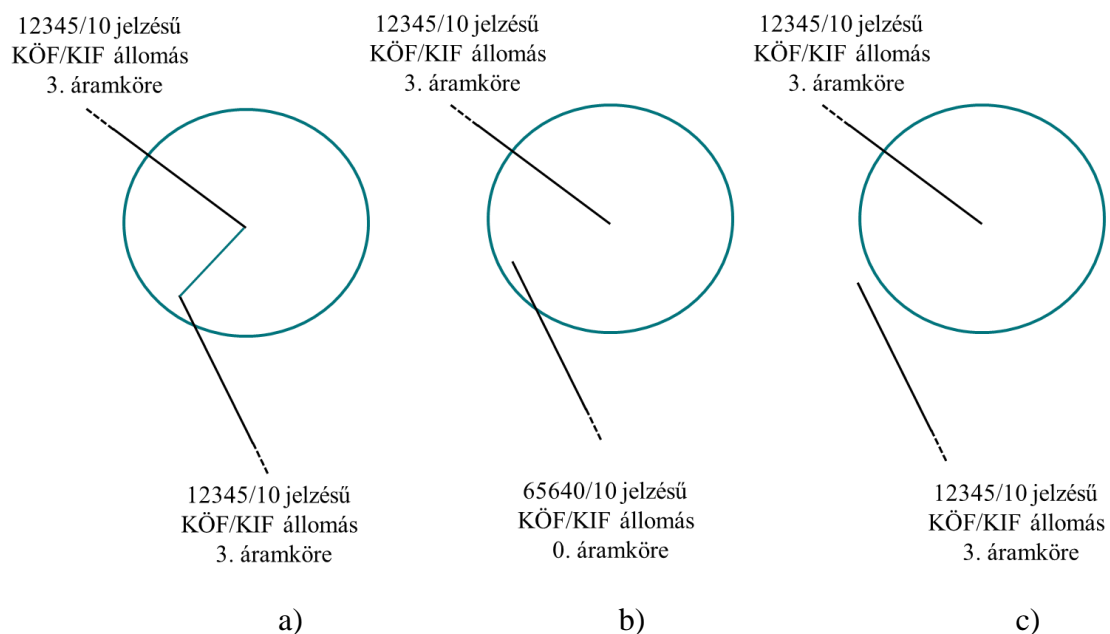 12345/10 jelzésű
KÖF/KIF állomás
3. áramköre
12345/10 jelzésű
KÖF/KIF állomás
3. áramköre
12345/10 jelzésű
KÖF/KIF állomás
3. áramköre
12345/10 jelzésű
KÖF/KIF állomás
3. áramköre
65640/10 jelzésű
KÖF/KIF állomás
0. áramköre
12345/10 jelzésű
KÖF/KIF állomás
3. áramköre
a)
b)
c)